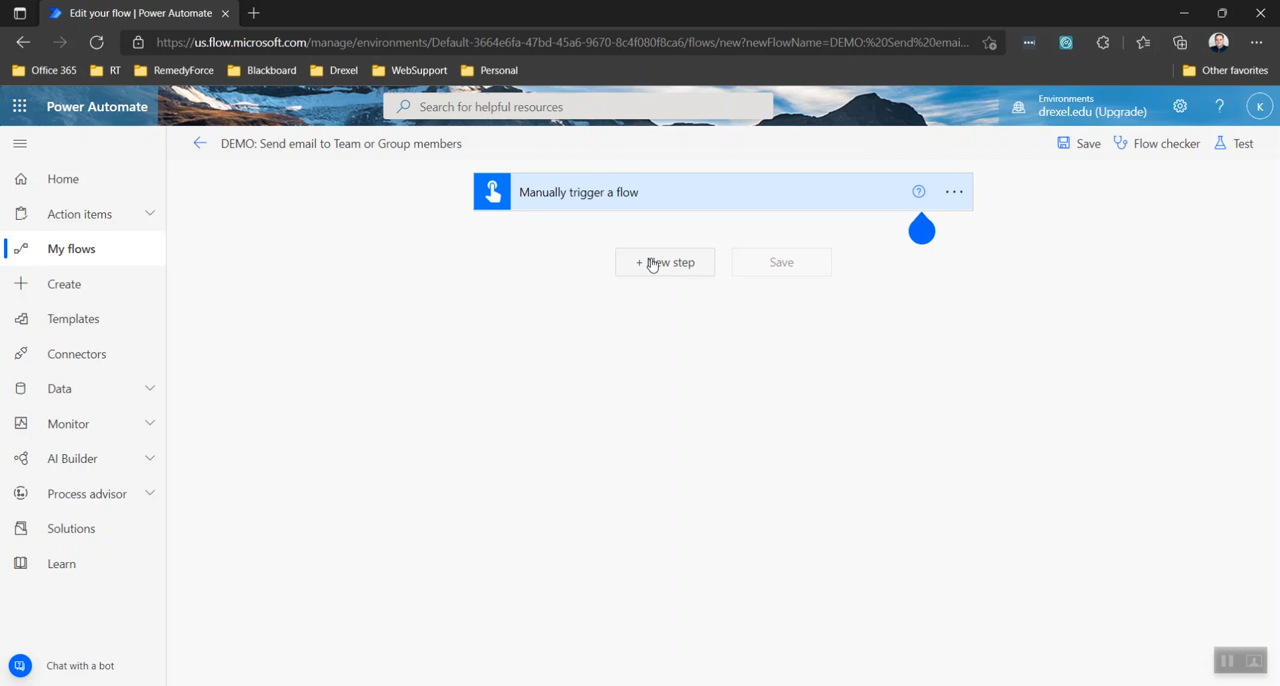 Edit your flow | Power Automate
https://us.flow.microsoft.com/manage/environments/Default-3664e6fa-47bd-45a6-9670-8c4f080f8ca6/flows/new?newFlowName=DEMO:%20Send%20emai...
Office 365
RT
RemedyForce
Blackboard
Drexel
WebSupport
Personal
Other favorites
Power Automate
Search for helpful resources
Environments
drexel.edu (Upgrade)
?
K
DEMO: Send email to Team or Group members
Save
Flow checker
Test
Home
Action items
My flows
Create
Templates
Connectors
Data
Monitor
AI Builder
Process advisor
Solutions
Learn
Chat with a bot
Manually trigger a flow
?
+ New step
Save